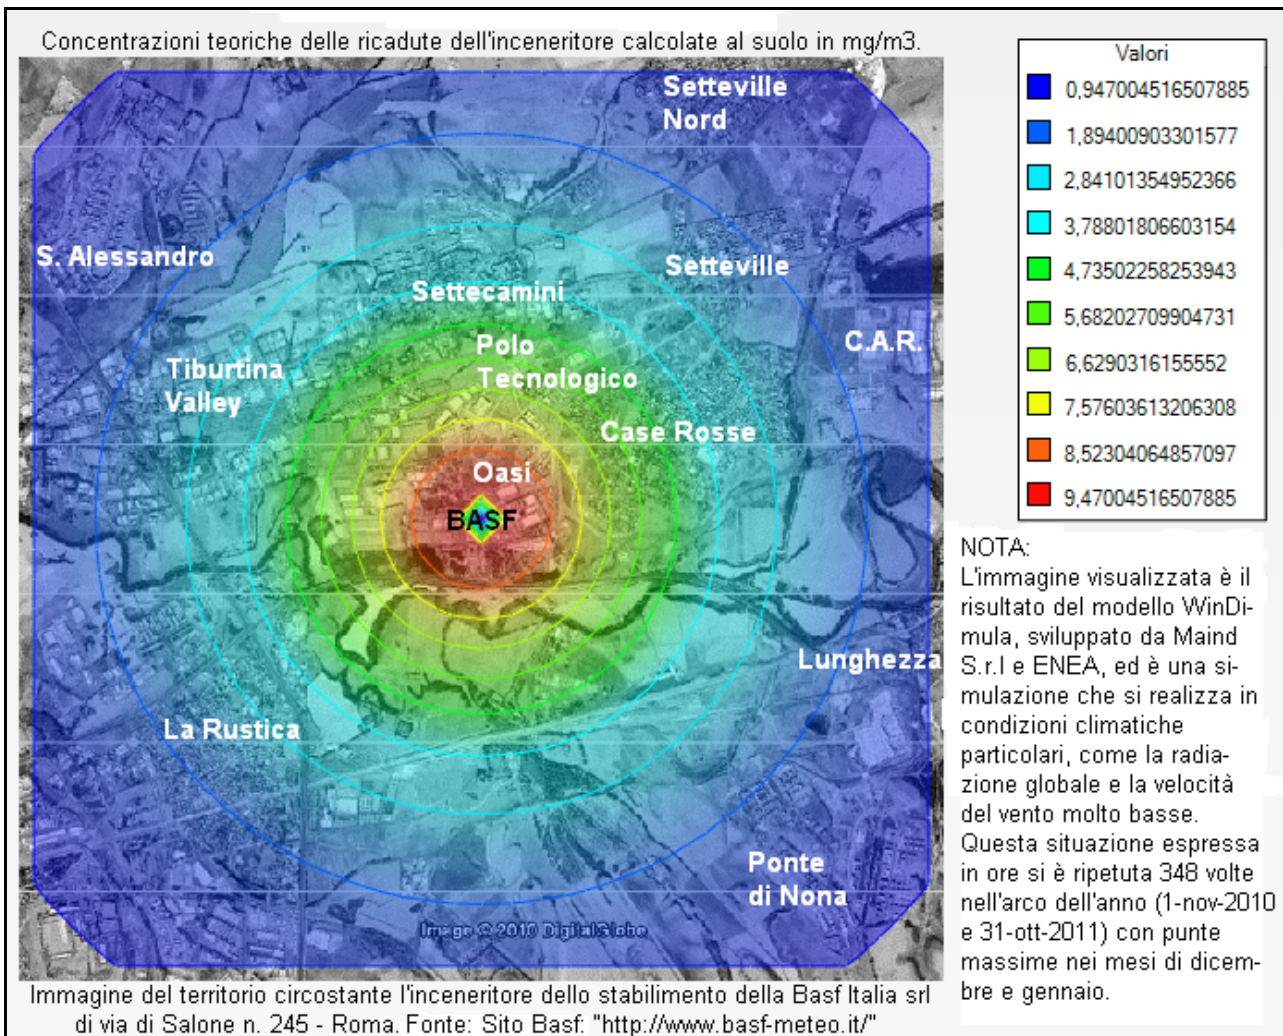 Concentrazioni teoriche delle ricadute dell'inceneritore calcolate al suolo in mg/m3.
Setteville
Nord
S. Alessandro
Setteville
Settecamini
C.A.R.
Polo
Tecnologico
Tiburtina
Valley
Case Rosse
Oasi
BASF
Lunghezza
La Rustica
Ponte
di Nona
Image © 2010 DigitalGlobe
Valori
0,947004516507885
1,89400903301577
2,84101354952366
3,78801806603154
4,73502258253943
5,68202709904731
6,6290316155552
7,57603613206308
8,52304064857097
9,47004516507885
NOTA:
L'immagine visualizzata è il
risultato del modello WinDi-
mula, sviluppato da Maind
S.r.l e ENEA, ed è una si-
mulazione che si realizza in
condizioni climatiche
particolari, come la radia-
zione globale e la velocità
del vento molto basse.
Questa situazione espressa
in ore si è ripetuta 348 volte
nell'arco dell'anno (1-nov-2010
e 31-ott-2011) con punte
massime nei mesi di dicem-
bre e gennaio.
Immagine del territorio circostante l'inceneritore dello stabilimento della Basf Italia srl
di via di Salone n. 245 - Roma. Fonte: Sito Basf: "http://www.basf-meteo.it/"